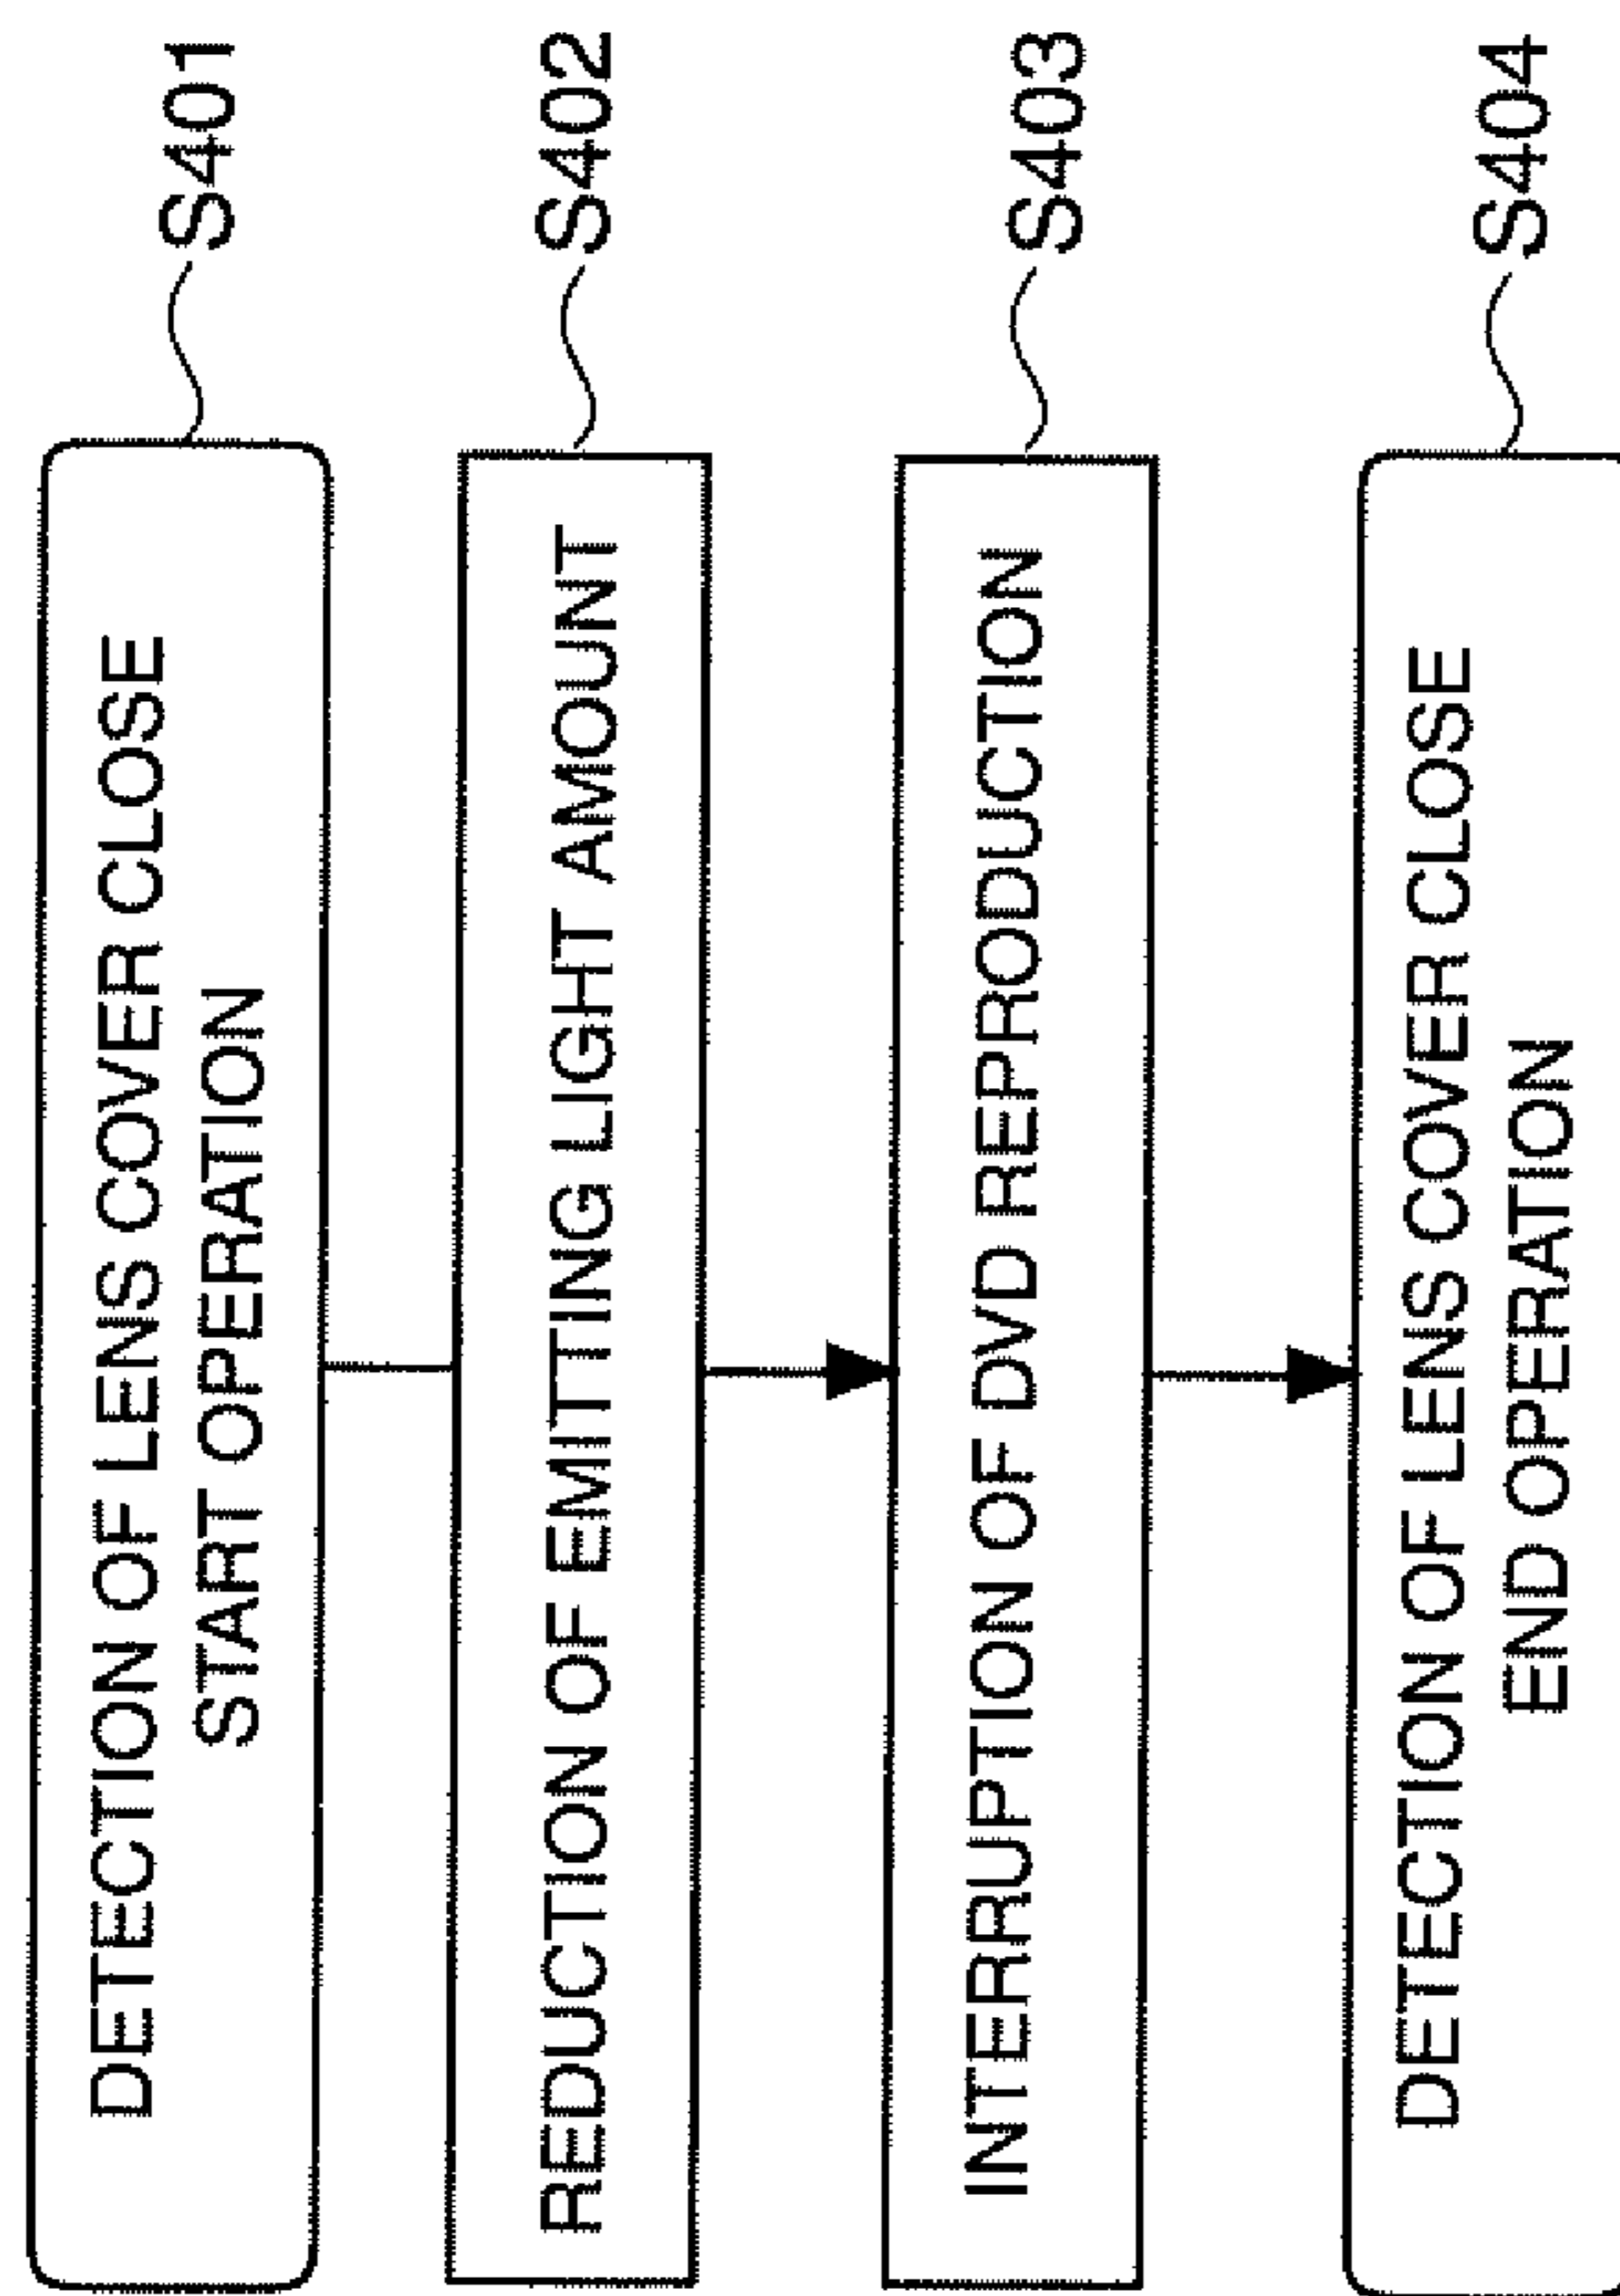 DETECTION OF LENS COVER CLOSE
START OPERATION
S401
REDUCTION OF EMITTING LIGHT AMOUNT
S402
INTERRUPTION OF DVD REPRODUCTION
S403
DETECTION OF LENS COVER CLOSE
END OPERATION
S404